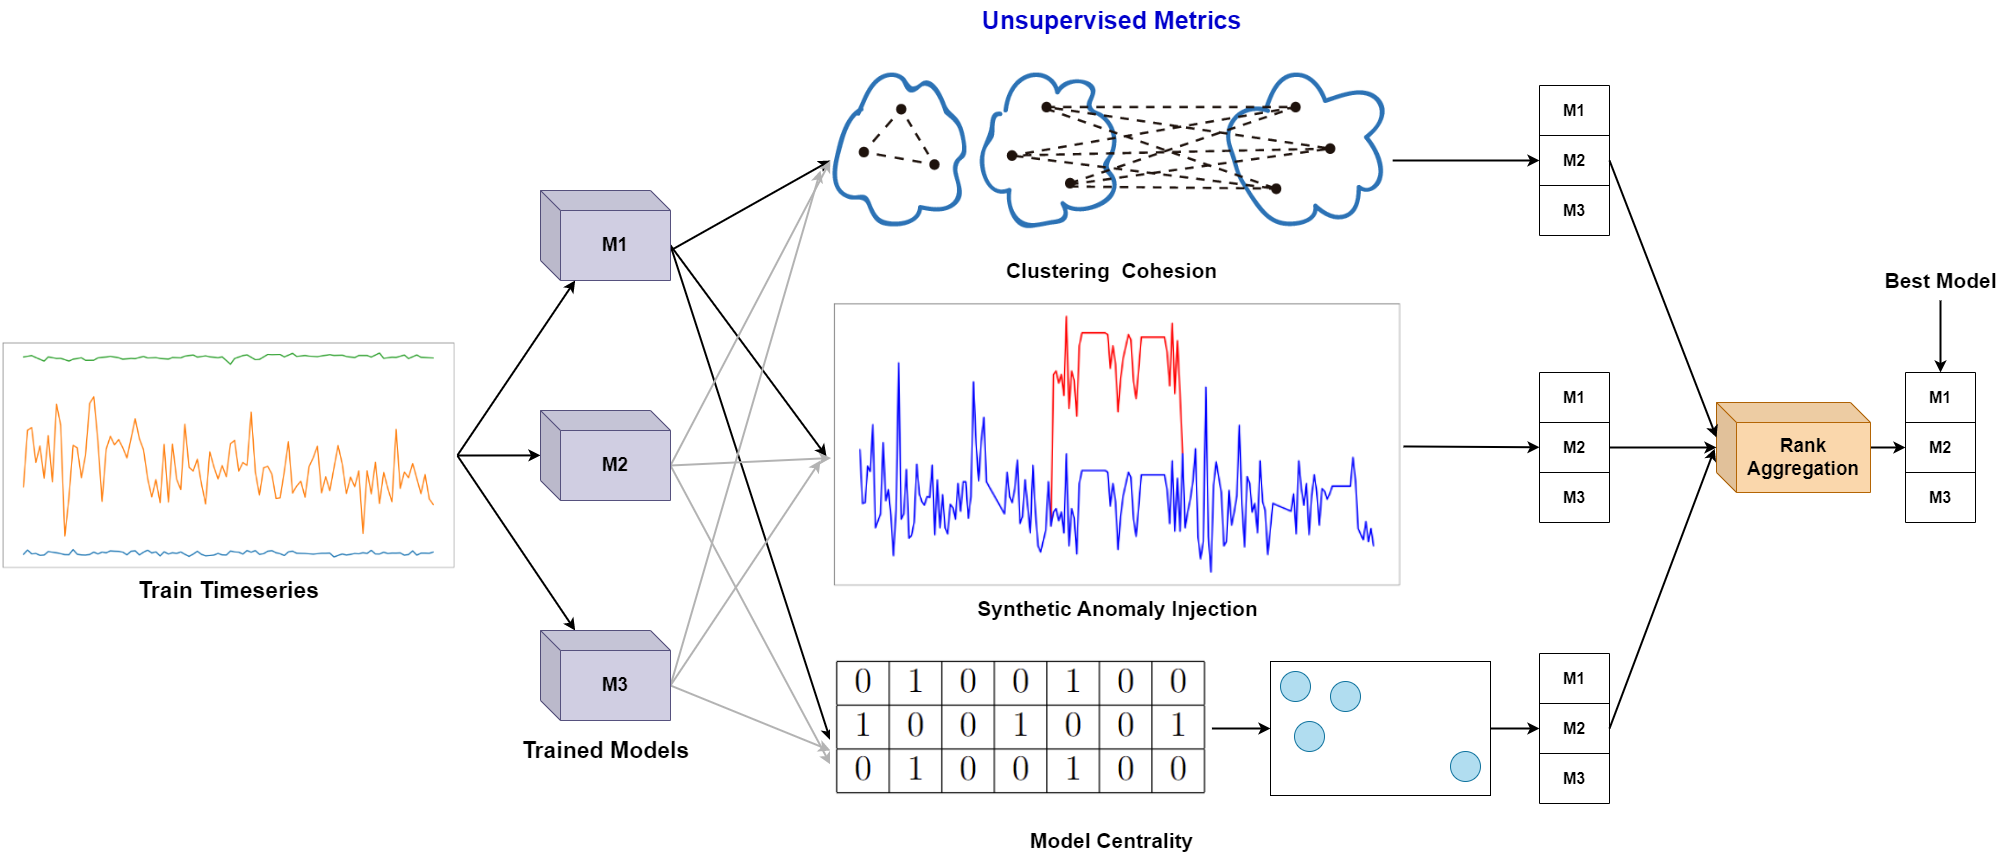 Unsupervised Metrics
M1
M2
M3
Train Timeseries
Trained Models
Clustering Cohesion
Synthetic Anomaly Injection
0 1 0 0 1 0 0
1 0 0 1 0 0 1
0 1 0 0 1 0 0
Model Centrality
M1
M2
M3
M1
M2
M3
M1
M2
M3
Rank
Aggregation
Best Model
M1
M2
M3